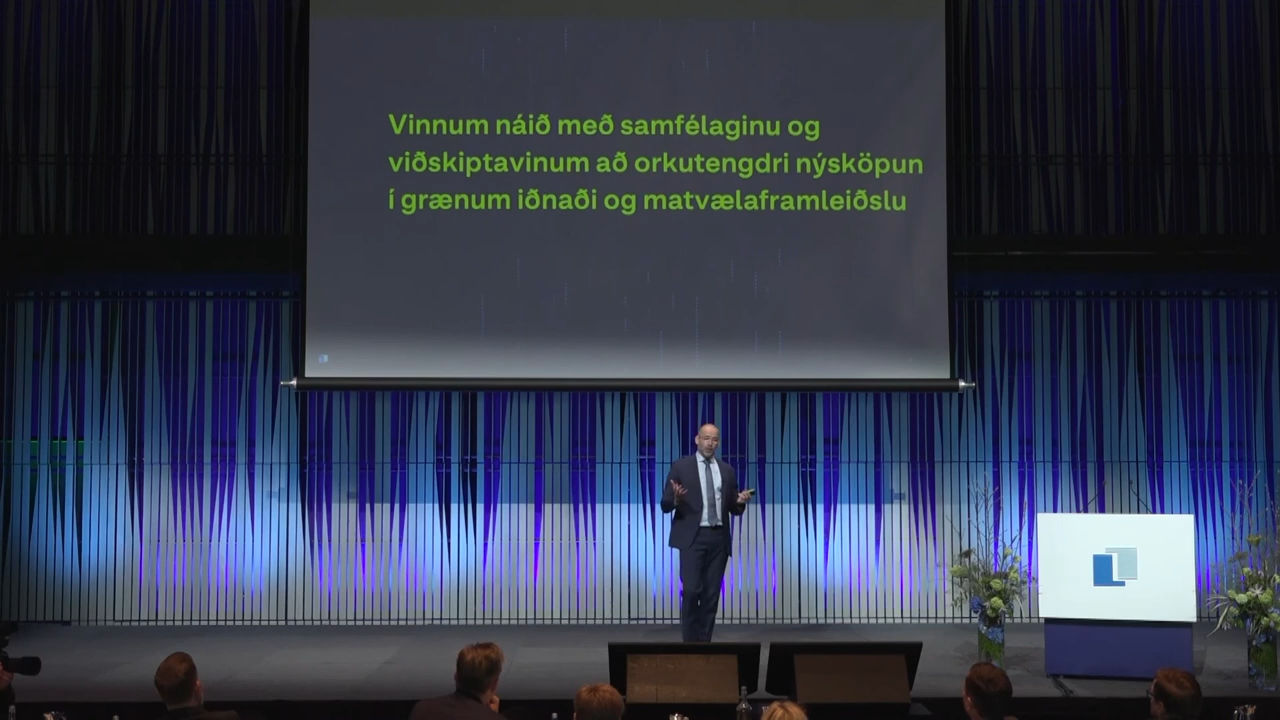 Vinnum náið með samfélaginu og
viðskiptavinum að orkutengdri nýsköpun
í grænum iðnaði og matvælaframleiðslu